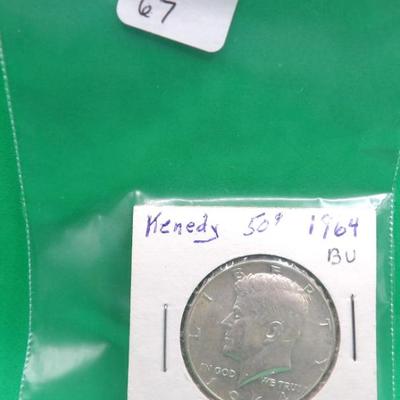 67
Kenedy 50¢ 1964
BU
LIBERTY
IN GOD WE TRUST